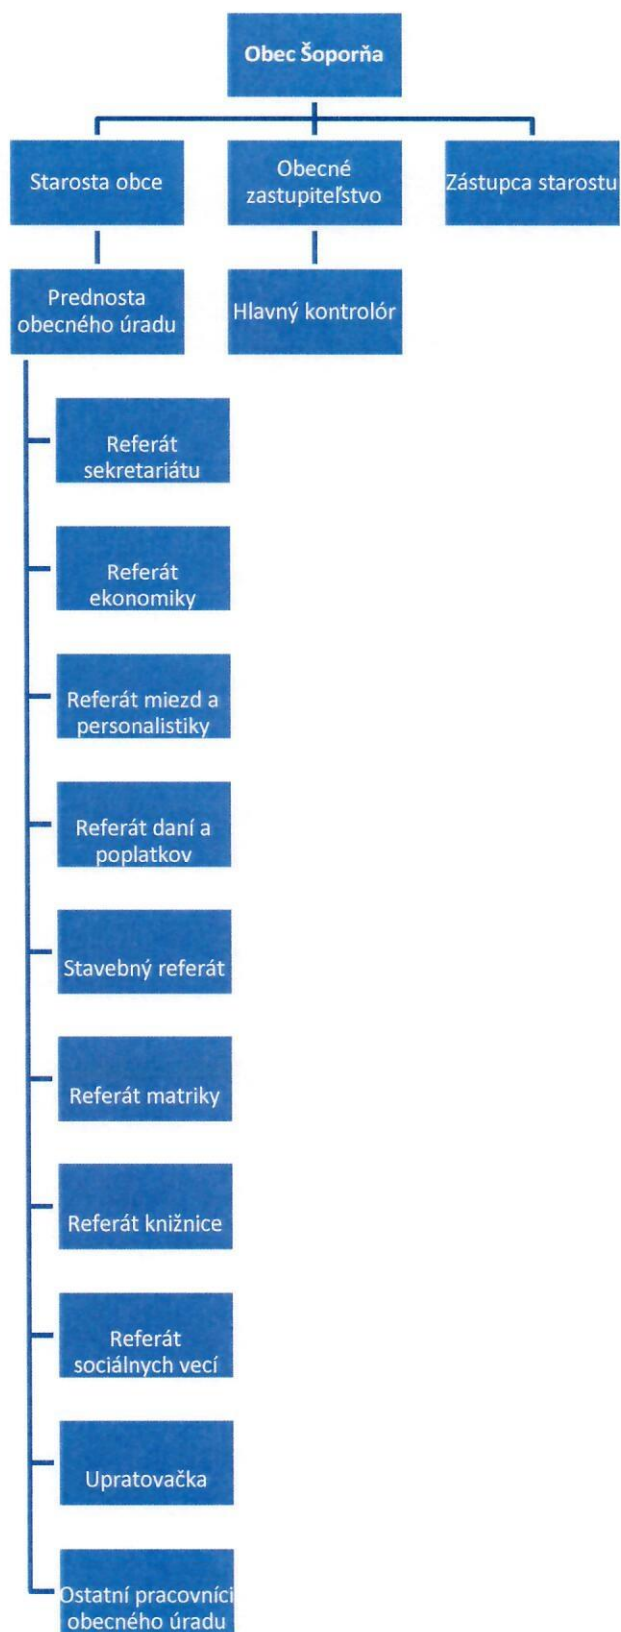 Obec Šoporňa
Starosta obce
Obecné
zastupiteľstvo
Zástupca starostu
Prednosta
obecného úradu
Hlavný kontrolór
Referát
sekretariátu
Referát
ekonomiky
Referát miezd a
personalistiky
Referát daní a
poplatkov
Stavebný referát
Referát matriky
Referát knižnice
Referát
sociálnych vecí
Upratovačka
Ostatní pracovníci
obecného úradu